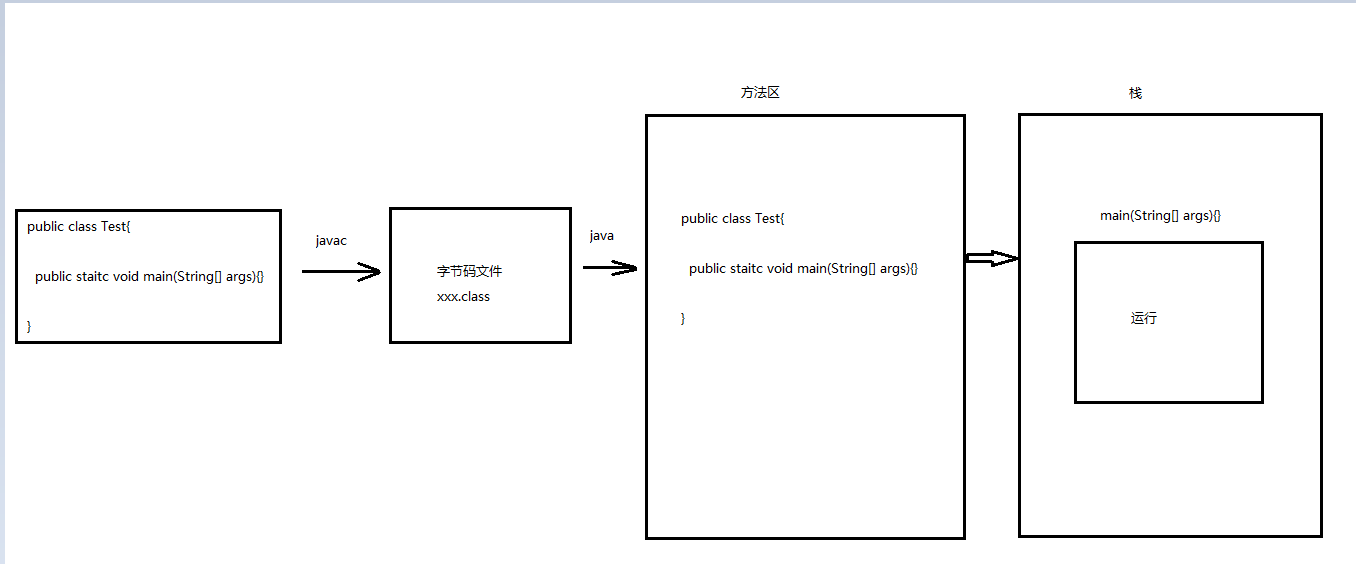 方法区
栈
public class Test{
public staitc void main(String[] args){}
}
javac
字节码文件
xxx.class
java
public class Test{
public staitc void main(String[] args){}
}
main(String[] args){}
运行